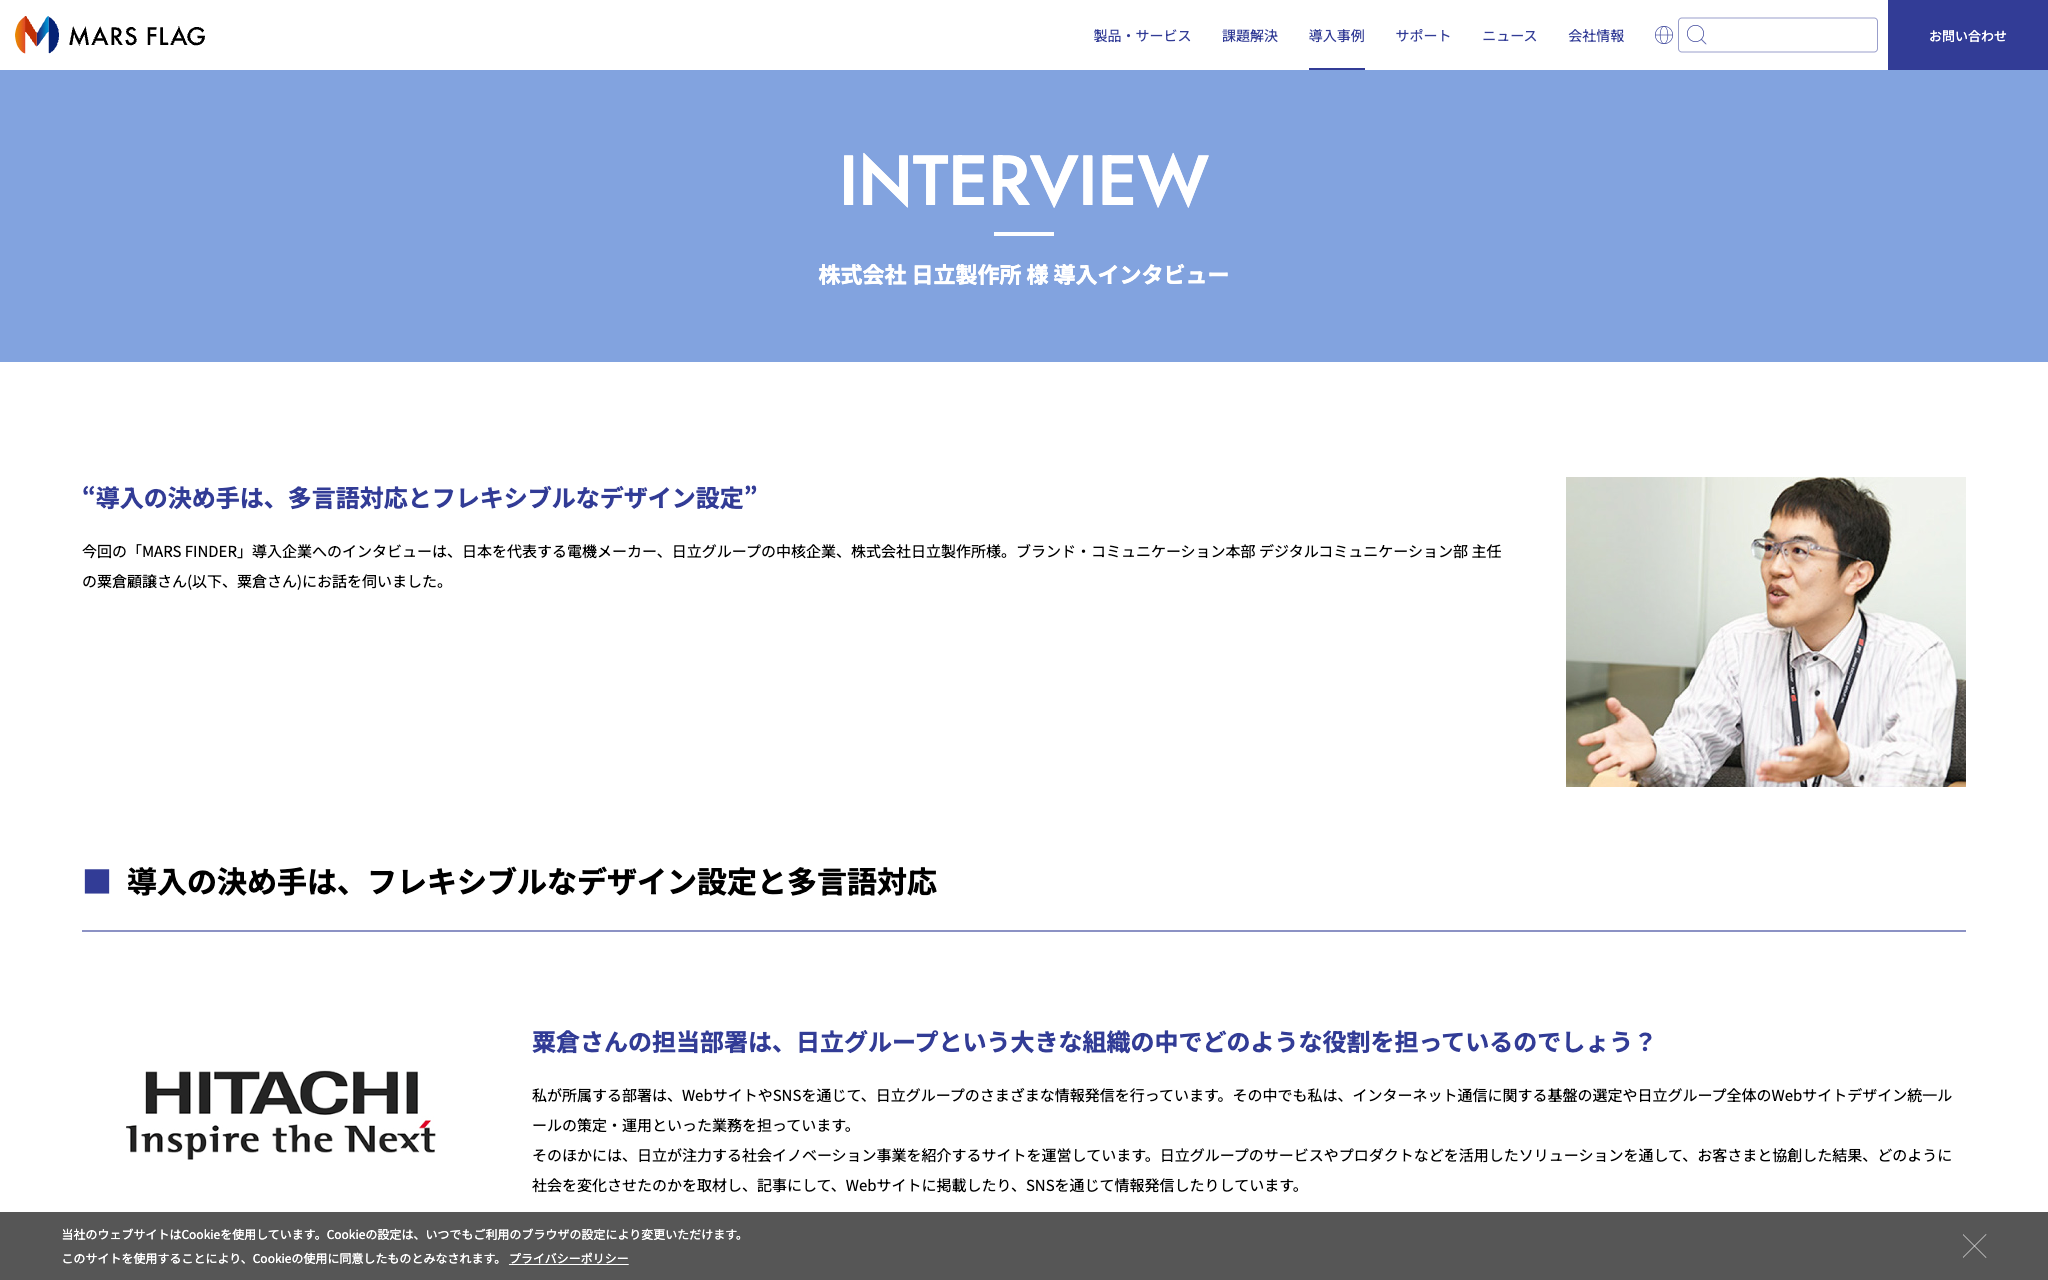 MARS FLAG
製品・サービス 課題解決 導入事例 サポート ニュース 会社情報 お問い合わせ
INTERVIEW
株式会社 日立製作所 様 導入インタビュー
“導入の決め手は、多言語対応とフレキシブルなデザイン設定”
今回の「MARS FINDER」導入企業へのインタビューは、日本を代表する電機メーカー、日立グループの中核企業、株式会社日立製作所様。ブランド・コミュニケーション本部 デジタルコミュニケーション部 主任
の粟倉顧譲さん(以下、粟倉さん)にお話を伺いました。
■ 導入の決め手は、フレキシブルなデザイン設定と多言語対応
HITACHI
Inspire the Next
粟倉さんの担当部署は、日立グループという大きな組織の中でどのような役割を担っているのでしょう？
私が所属する部署は、WebサイトやSNSを通じて、日立グループのさまざまな情報発信を行っています。その中でも私は、インターネット通信に関する基盤の選定や日立グループ全体のWebサイトデザイン統一ル
ールの策定・運用といった業務を担っています。
そのほかには、日立が注力する社会イノベーション事業を紹介するサイトを運営しています。日立グループのサービスやプロダクトなどを活用したソリューションを通して、お客さまと協創した結果、どのように
社会を変化させたのかを取材し、記事にして、Webサイトに掲載したり、SNSを通じて情報発信したりしています。
当社のウェブサイトはCookieを使用しています。Cookieの設定は、いつでもご利用のブラウザの設定により変更いただけます。
このサイトを使用することにより、Cookieの使用に同意したものとみなされます。 プライバシーポリシー